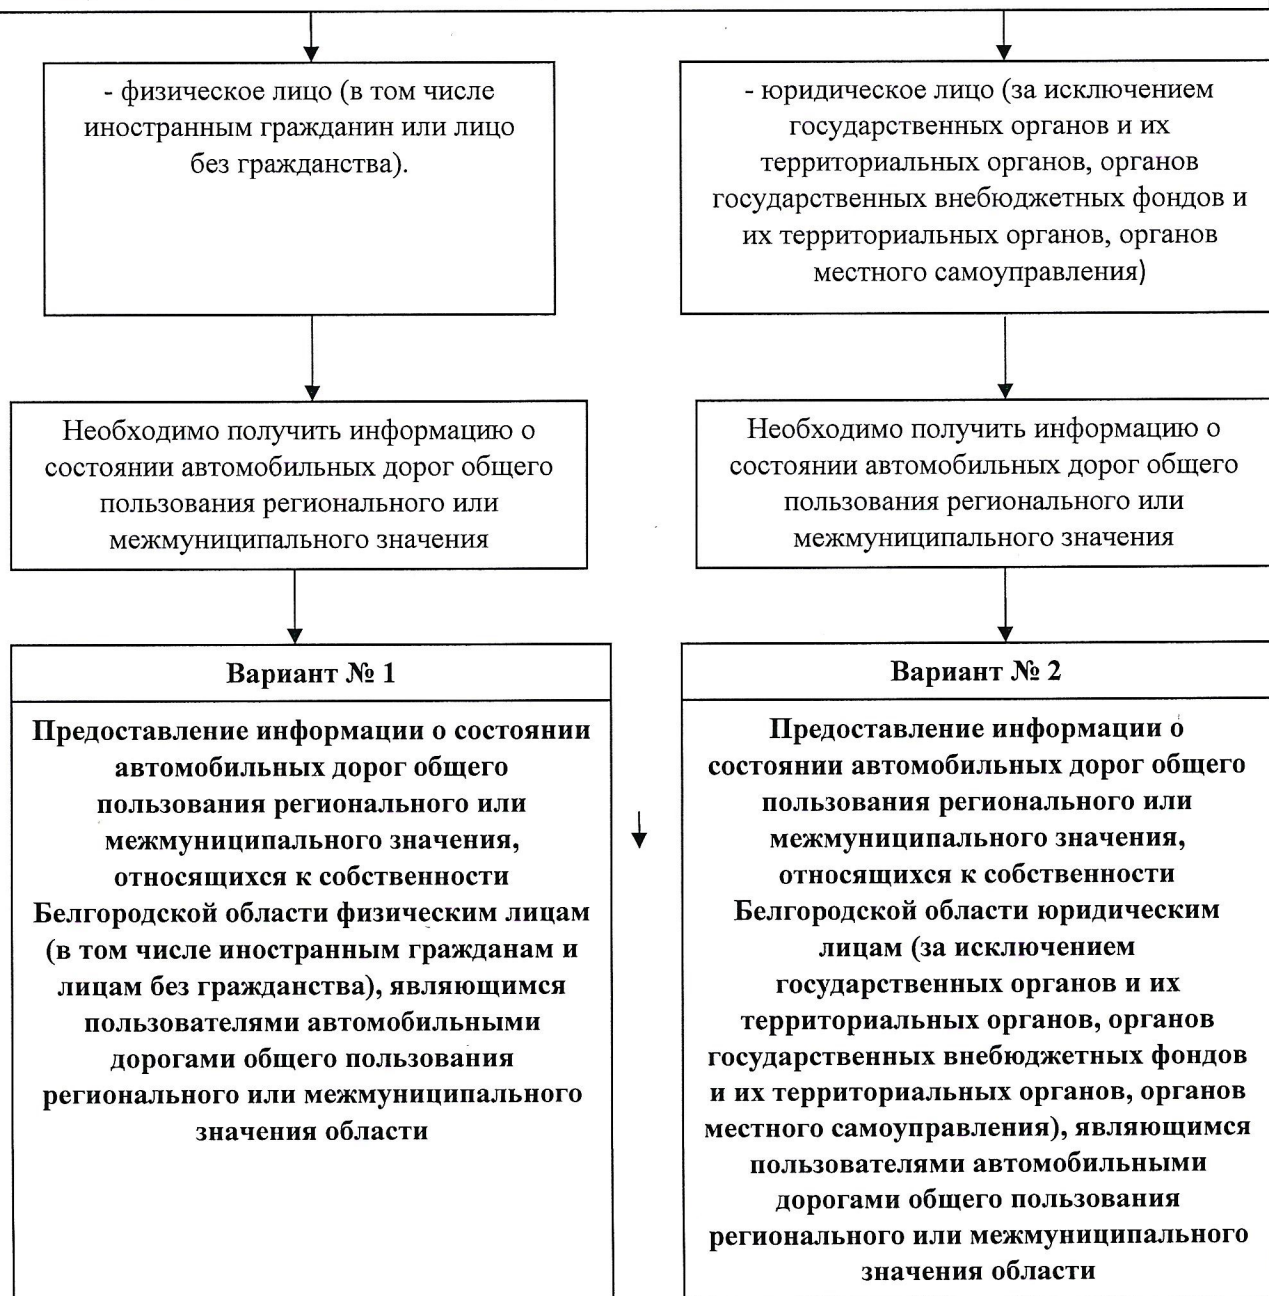 - физическое лицо (в том числе
иностранным гражданин или лицо
без гражданства).
- юридическое лицо (за исключением
государственных органов и их
территориальных органов, органов
государственных внебюджетных фондов и
их территориальных органов, органов
местного самоуправления)
Необходимо получить информацию о
состоянии автомобильных дорог общего
пользования регионального или
межмуниципального значения
Необходимо получить информацию о
состоянии автомобильных дорог общего
пользования регионального или
межмуниципального значения
Вариант № 1
Предоставление информации о состоянии
автомобильных дорог общего
пользования регионального или
межмуниципального значения,
относящихся к собственности
Белгородской области физическим лицам
(в том числе иностранным гражданам и
лицам без гражданства), являющимся
пользователями автомобильными
дорогами общего пользования
регионального или межмуниципального
значения области
Вариант № 2
Предоставление информации о
состоянии автомобильных дорог общего
пользования регионального или
межмуниципального значения,
относящихся к собственности
Белгородской области юридическим
лицам (за исключением
государственных органов и их
территориальных органов, органов
государственных внебюджетных фондов
и их территориальных органов, органов
местного самоуправления), являющимся
пользователями автомобильными
дорогами общего пользования
регионального или межмуниципального
значения области